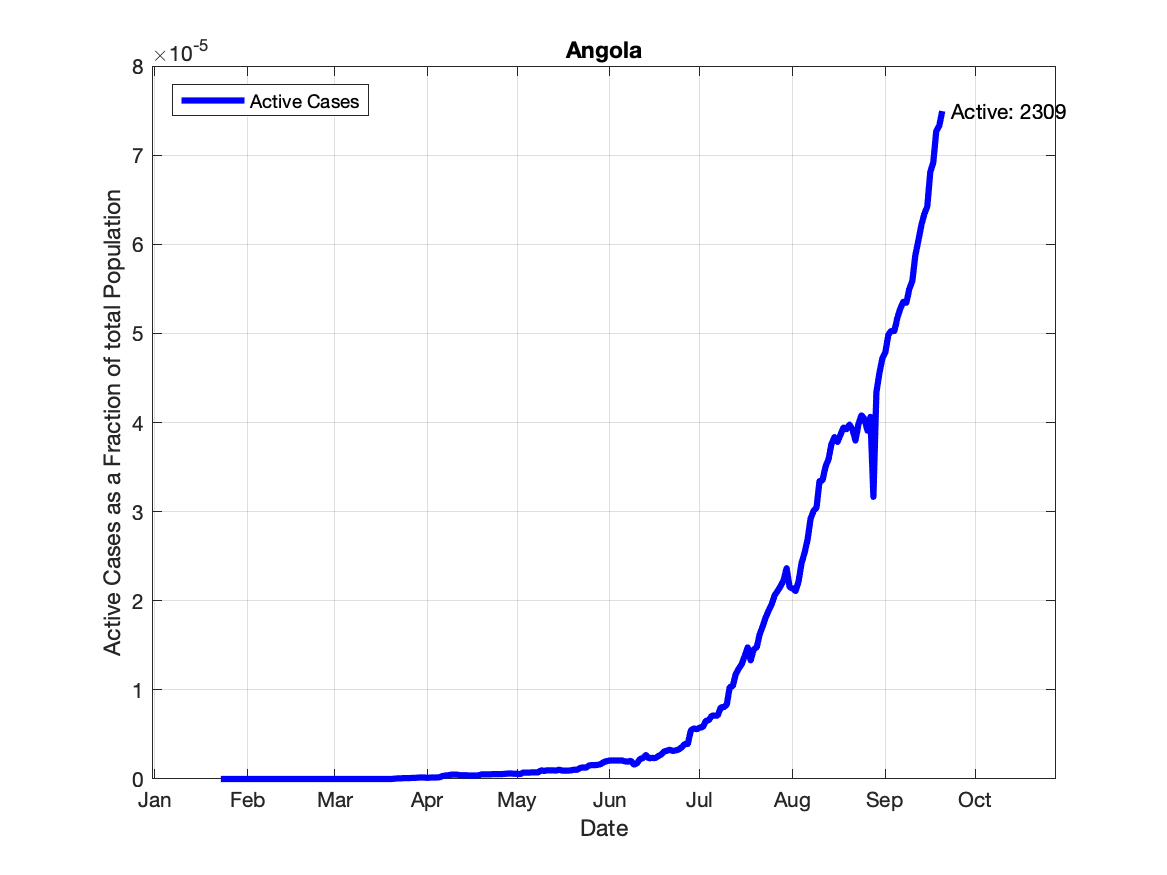 Angola
×10-5
Active Cases
Active: 2309
8
7
6
5
4
3
2
1
0
Active Cases as a Fraction of total Population
Jan Feb Mar Apr May Jun Jul Aug Sep Oct
Date